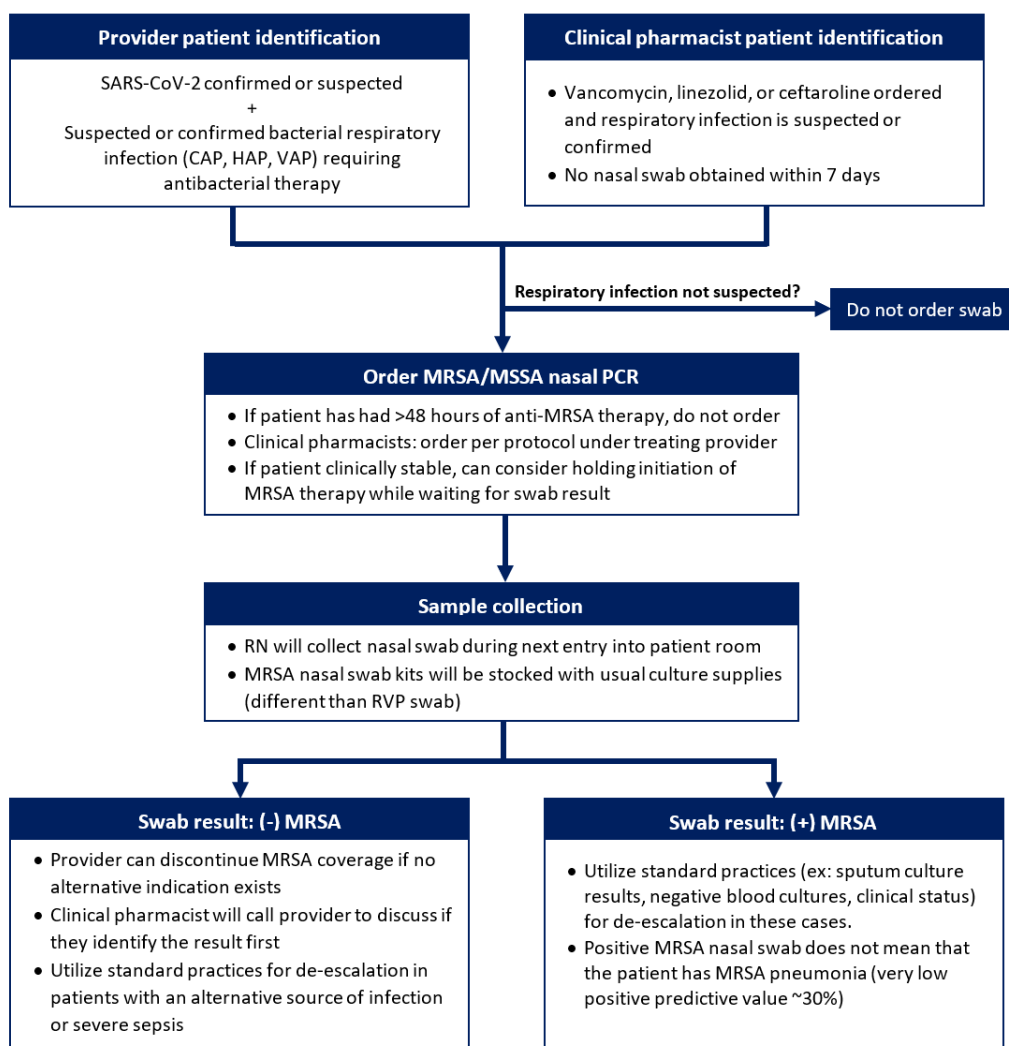 Provider patient identification
SARS-CoV-2 confirmed or suspected
+
Suspected or confirmed bacterial respiratory
infection (CAP, HAP, VAP) requiring
antibacterial therapy
Clinical pharmacist patient identification
• Vancomycin, linezolid, or ceftaroline ordered
and respiratory infection is suspected or
confirmed
• No nasal swab obtained within 7 days
Respiratory infection not suspected?
Do not order swab
Order MRSA/MSSA nasal PCR
• If patient has had >48 hours of anti-MRSA therapy, do not order
• Clinical pharmacists: order per protocol under treating provider
• If patient clinically stable, can consider holding initiation of
MRSA therapy while waiting for swab result
Sample collection
• RN will collect nasal swab during next entry into patient room
• MRSA nasal swab kits will be stocked with usual culture supplies
(different than RVP swab)
Swab result: (-) MRSA
• Provider can discontinue MRSA coverage if no
alternative indication exists
• Clinical pharmacist will call provider to discuss if
they identify the result first
• Utilize standard practices for de-escalation in
patients with an alternative source of infection
or severe sepsis
Swab result: (+) MRSA
• Utilize standard practices (ex: sputum culture
results, negative blood cultures, clinical status)
for de-escalation in these cases.
• Positive MRSA nasal swab does not mean that
the patient has MRSA pneumonia (very low
positive predictive value ~30%)